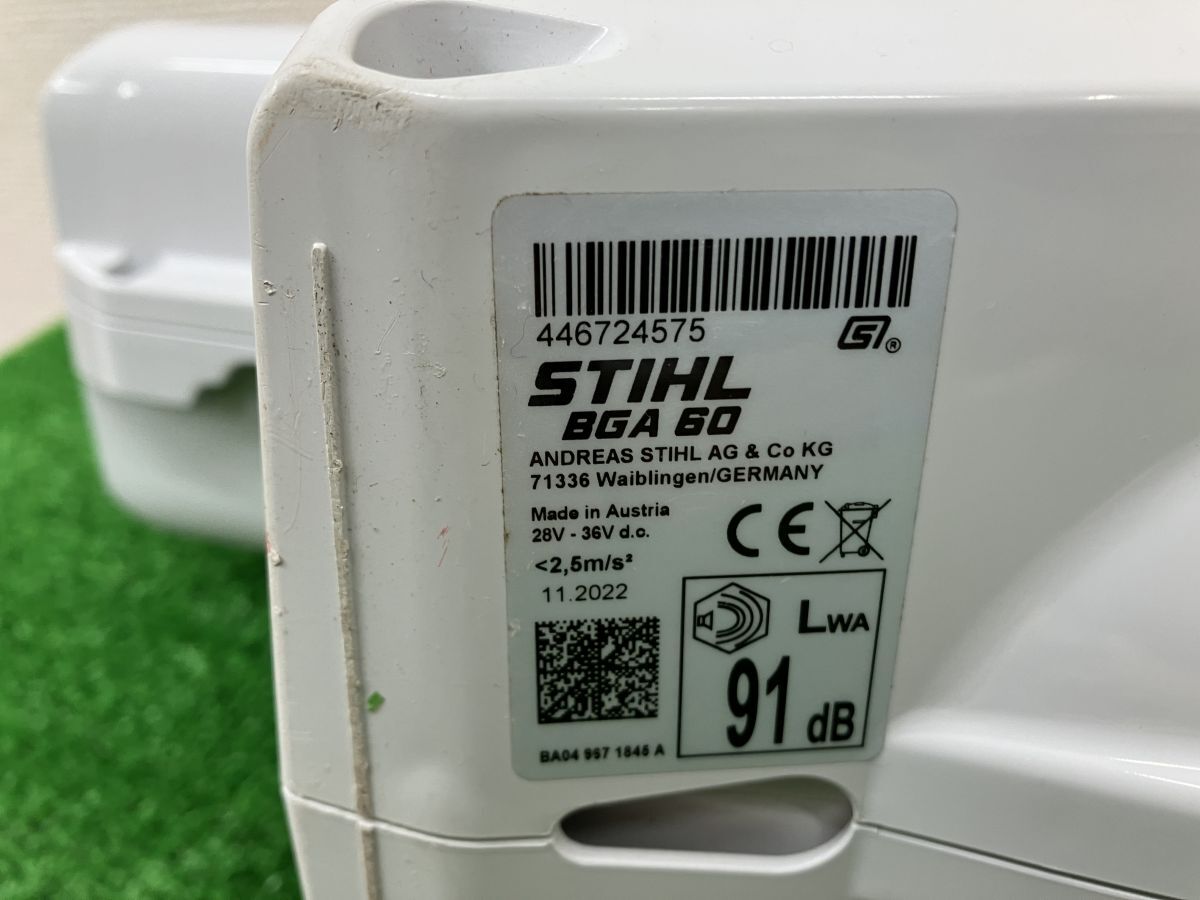 446724575
STIHL
BGA 60
ANDREAS STIHL AG & Co KG
71336 Waiblingen/GERMANY
Made in Austria
28V - 36V d.c.
<2,5m/s²
11.2022
CE
LWA
91 dB
BA04 967 1845 A